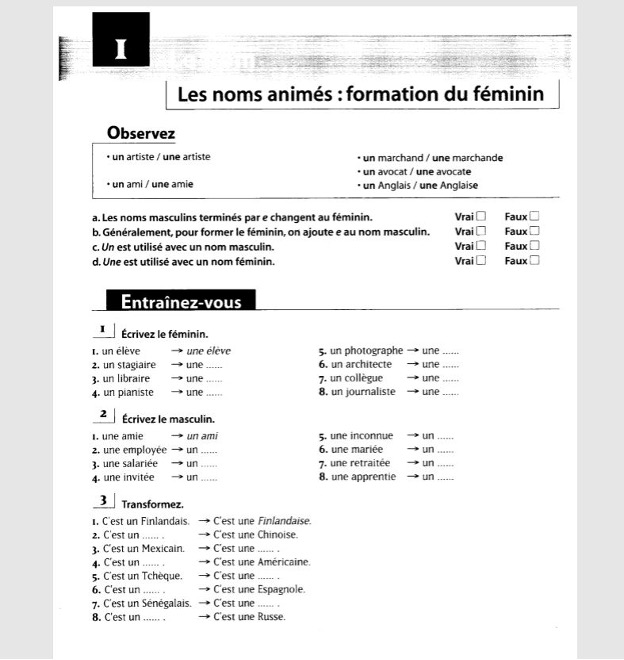 I
Les noms animés : formation du féminin
Observez
• un artiste / une artiste
• un marchand / une marchande
• un avocat / une avocate
• un ami / une amie
• un Anglais / une Anglaise
a. Les noms masculins terminés par e changent au féminin. Vrai □ Faux □
b. Généralement, pour former le féminin, on ajoute e au nom masculin. Vrai □ Faux □
c. Un est utilisé avec un nom masculin. Vrai □ Faux □
d. Une est utilisé avec un nom féminin. Vrai □ Faux □
Entraînez-vous
1 Écrivez le féminin.
1. un élève → une élève
2. un stagiaire → une ......
3. un libraire → une ......
4. un pianiste → une ......
5. un photographe → une ......
6. un architecte → une ......
7. un collègue → une ......
8. un journaliste → une ......
2 Écrivez le masculin.
1. une amie → un ami
2. une employée → un ......
3. une salariée → un ......
4. une invitée → un ......
5. une inconnue → un ......
6. une mariée → un ......
7. une retraitée → un ......
8. une apprentie → un ......
3 Transformez.
1. C'est un Finlandais. → C'est une Finlandaise.
2. C'est un ...... . → C'est une Chinoise.
3. C'est un Mexicain. → C'est une ...... .
4. C'est un ...... . → C'est une Américaine.
5. C'est un Tchèque. → C'est une ...... .
6. C'est un ...... . → C'est une Espagnole.
7. C'est un Sénégalais. → C'est une ...... .
8. C'est un ...... . → C'est une Russe.